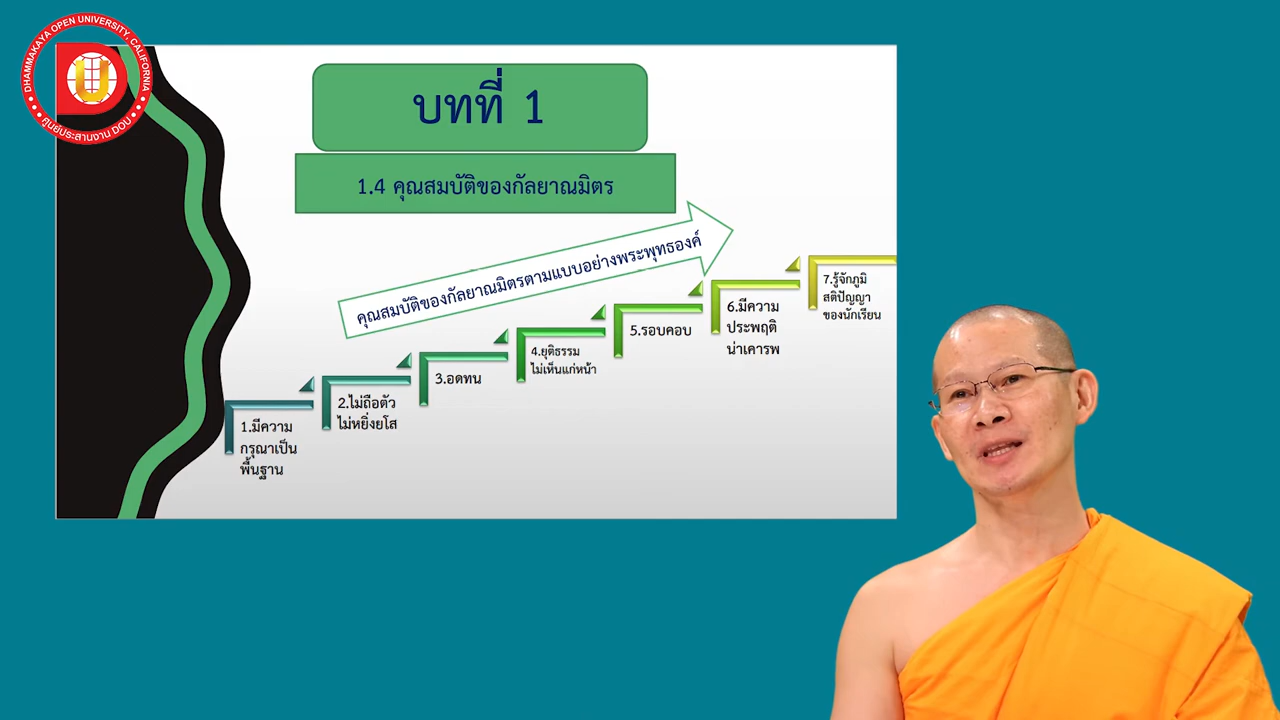 DHAMMAKAYA OPEN UNIVERSITY, CALIFORNIA
D
U
ศูนย์ประสานงาน DOU
บทที่ 1
1.4 คุณสมบัติของกัลยาณมิตร
คุณสมบัติของกัลยาณมิตรตามแบบอย่างพระพุทธองค์
1.มีความ
กรุณาเป็น
พื้นฐาน
2.ไม่ถือตัว
ไม่หยิ่งยโส
3.อดทน
4.ยุติธรรม
ไม่เห็นแก่หน้า
5.รอบคอบ
6.มีความ
ประพฤติ
น่าเคารพ
7.รู้จักภูมิ
สติปัญญา
ของนักเรียน